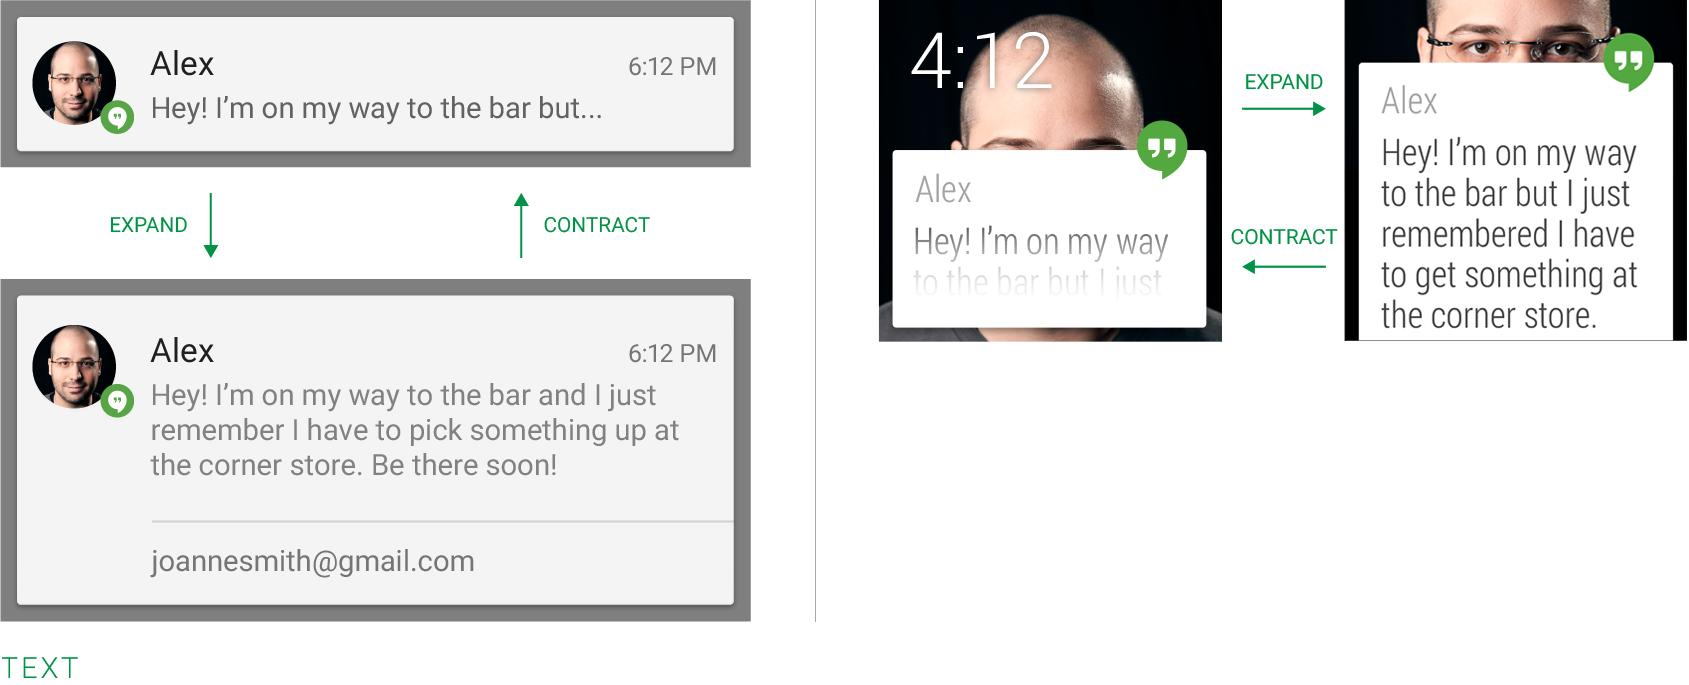 Alex
6:12 PM
Hey! I’m on my way to the bar but...
EXPAND
CONTRACT
Alex
6:12 PM
Hey! I’m on my way to the bar and I just
remember I have to pick something up at
the corner store. Be there soon!
joannesmith@gmail.com
TEXT
4:12
Alex
Hey! I’m on my way
to the bar but I just
EXPAND
CONTRACT
Alex
Hey! I’m on my way
to the bar but I just
remembered I have
to get something at
the corner store.